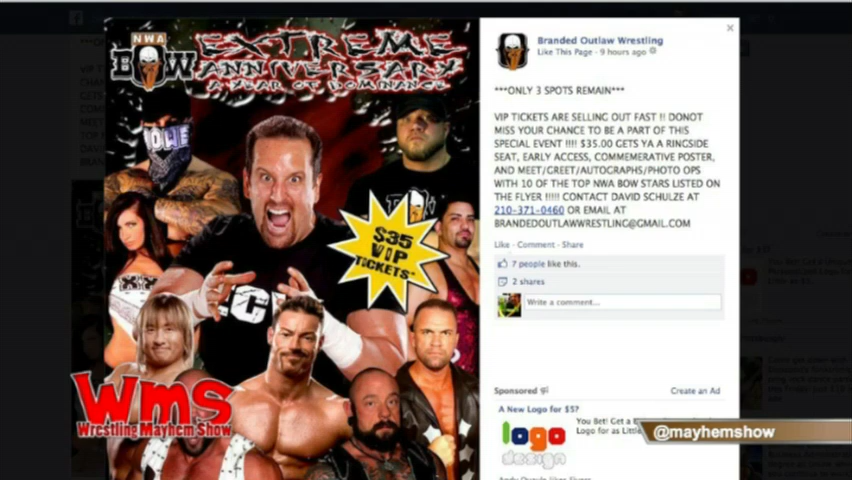 NWA
BOW
EXTREME
ANNIVERSARY
A YEAR OF DOMINANCE
$35
VIP
TICKETS*
Wms
Wrestling Mayhem Show
Branded Outlaw Wrestling
Like This Page · 9 hours ago
***ONLY 3 SPOTS REMAIN***
VIP TICKETS ARE SELLING OUT FAST !! DONOT
MISS YOUR CHANCE TO BE A PART OF THIS
SPECIAL EVENT !!!! $35.00 GETS YA A RINGSIDE
SEAT, EARLY ACCESS, COMMEMERATIVE POSTER,
AND MEET/GREET/AUTOGRAPHS/PHOTO OPS
WITH 10 OF THE TOP NWA BOW STARS LISTED ON
THE FLYER !!!!! CONTACT DAVID SCHULZE AT
210-371-0460 OR EMAIL AT
BRANDEDOUTLAWWRESTLING@GMAIL.COM
Like · Comment · Share
7 people like this.
2 shares
Write a comment...
Sponsored
Create an Ad
A New Logo for $5?
You Bet! Get a
Logo for as Little
logo
design
@mayhemshow